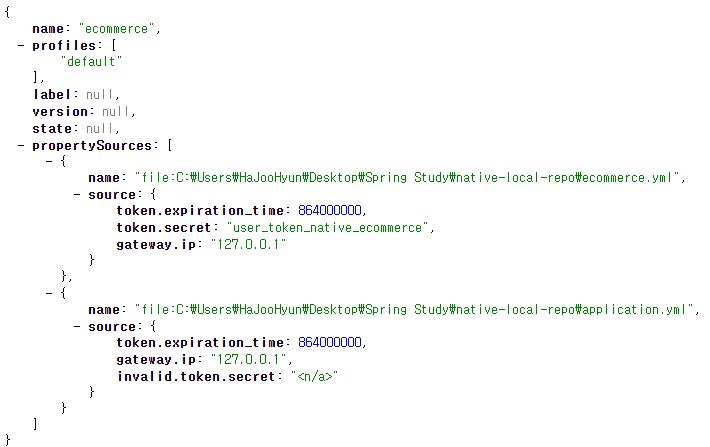 {
name: "ecommerce",
- profiles: [
"default"
],
label: null,
version: null,
state: null,
- propertySources: [
- {
name: "file:C:₩Users₩HaJooHyun₩Desktop₩Spring Study₩native-local-repo₩ecommerce.yml",
- source: {
token.expiration_time: 864000000,
token.secret: "user_token_native_ecommerce",
gateway.ip: "127.0.0.1"
}
},
- {
name: "file:C:₩Users₩HaJooHyun₩Desktop₩Spring Study₩native-local-repo₩application.yml",
- source: {
token.expiration_time: 864000000,
gateway.ip: "127.0.0.1",
invalid.token.secret: "<n/a>"
}
}
]
}